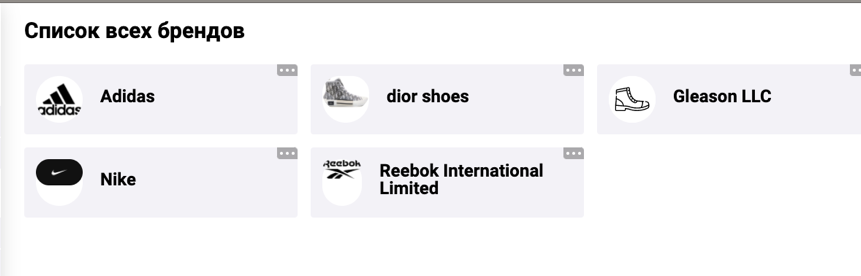 Список всех брендов
adidas
Adidas
dior shoes
Gleason LLC
Nike
Reebok
Reebok International
Limited